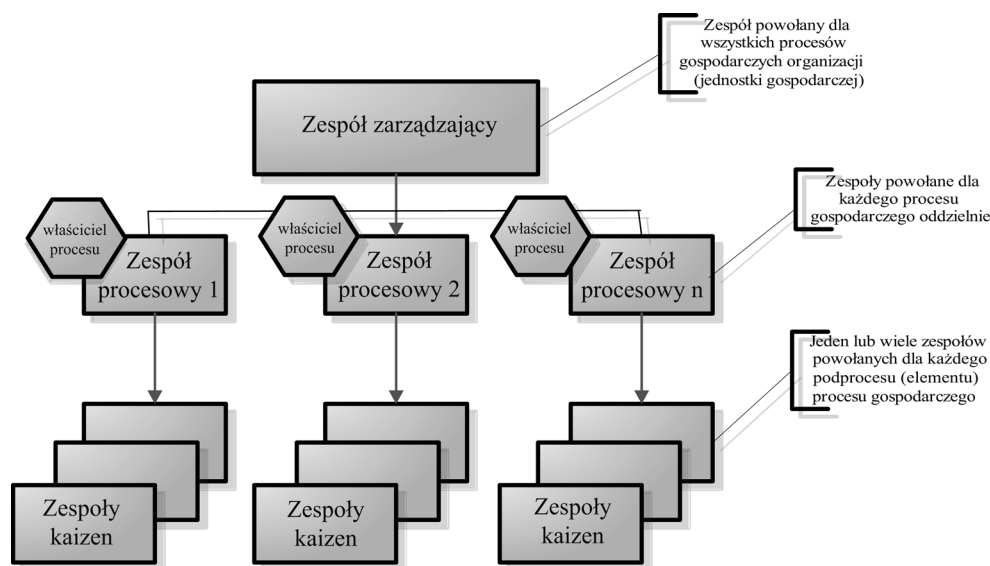 Zespół powołany dla
wszystkich procesów
gospodarczych organizacji
(jednostki gospodarczej)
Zespół zarządzający
Zespoły powołane dla
każdego procesu
gospodarczego oddzielnie
właściciel
procesu
Zespół
procesowy 1
właściciel
procesu
Zespół
procesowy 2
właściciel
procesu
Zespół
procesowy n
Jeden lub wiele zespołów
powołanych dla każdego
podprocesu (elementu)
procesu gospodarczego
Zespoły
kaizen
Zespoły
kaizen
Zespoły
kaizen